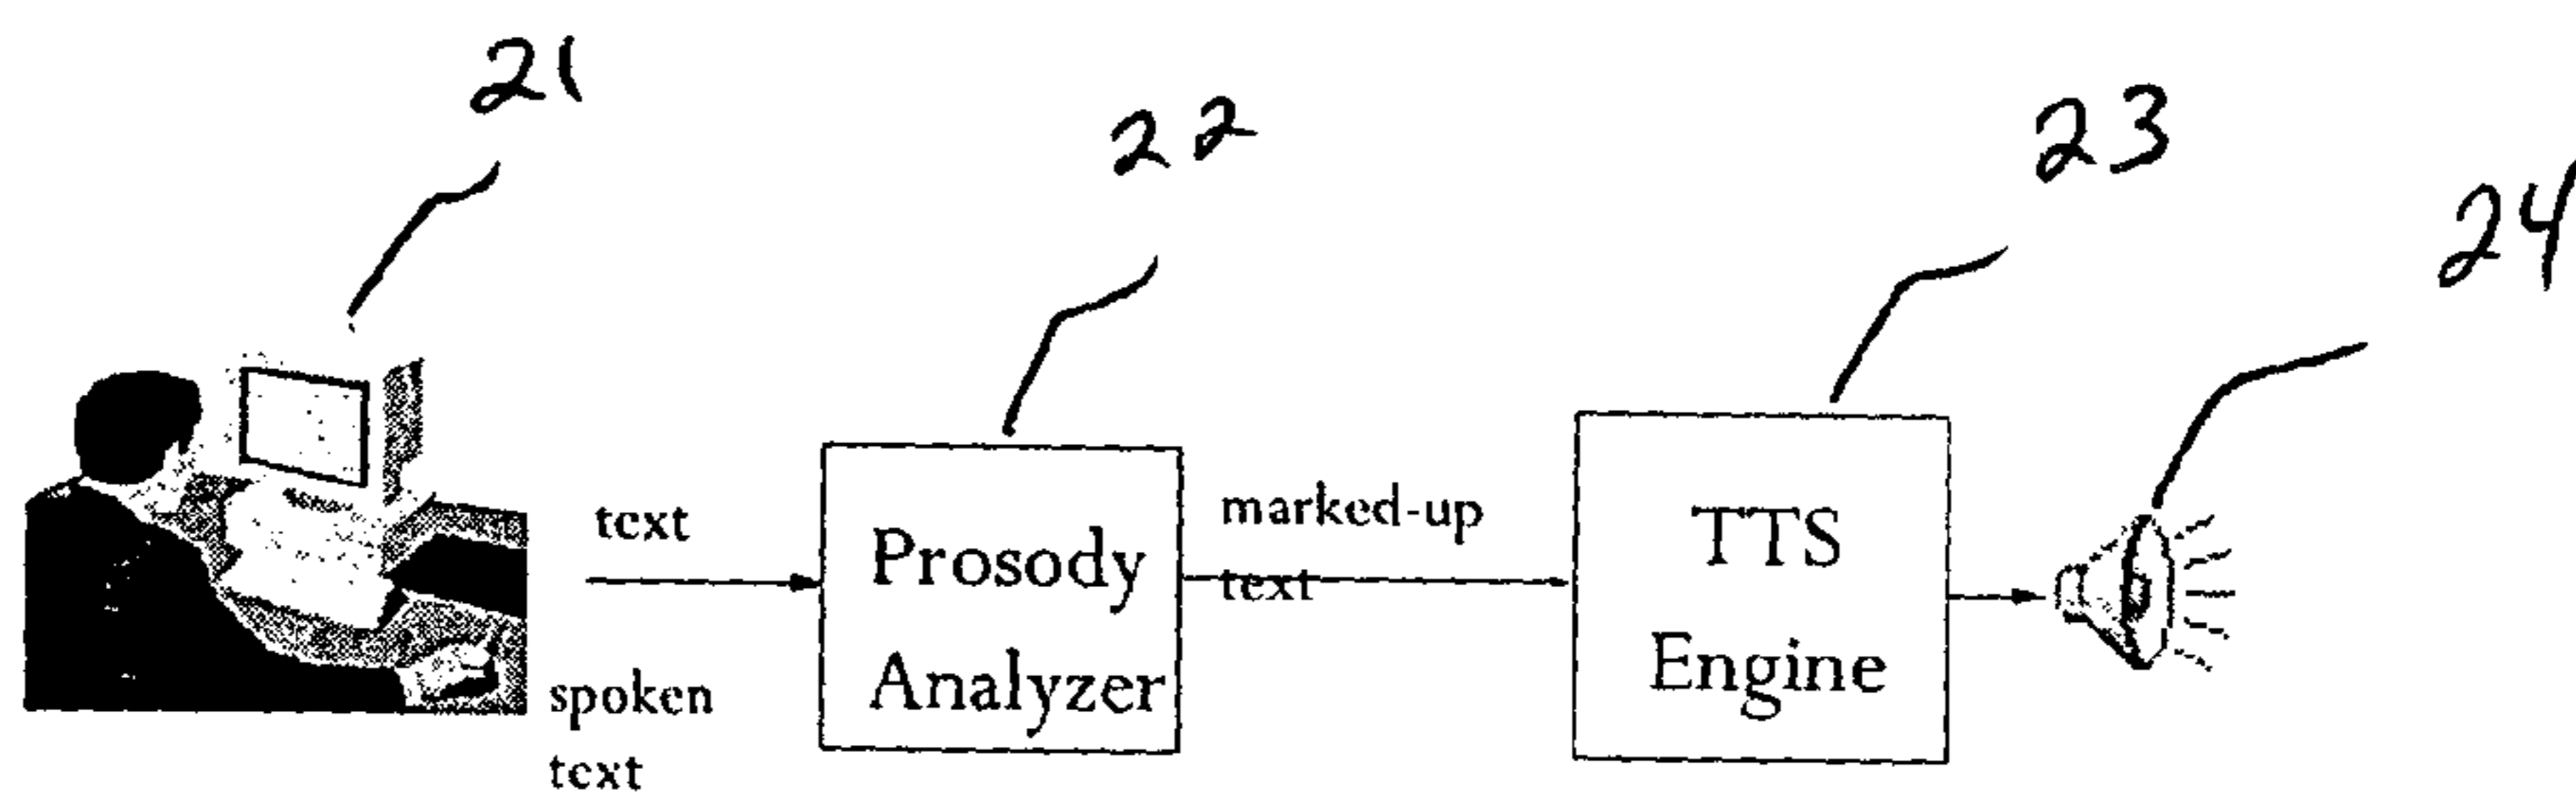 21
22
23
24
text
spoken
text
Prosody
Analyzer
marked-up
text
TTS
Engine